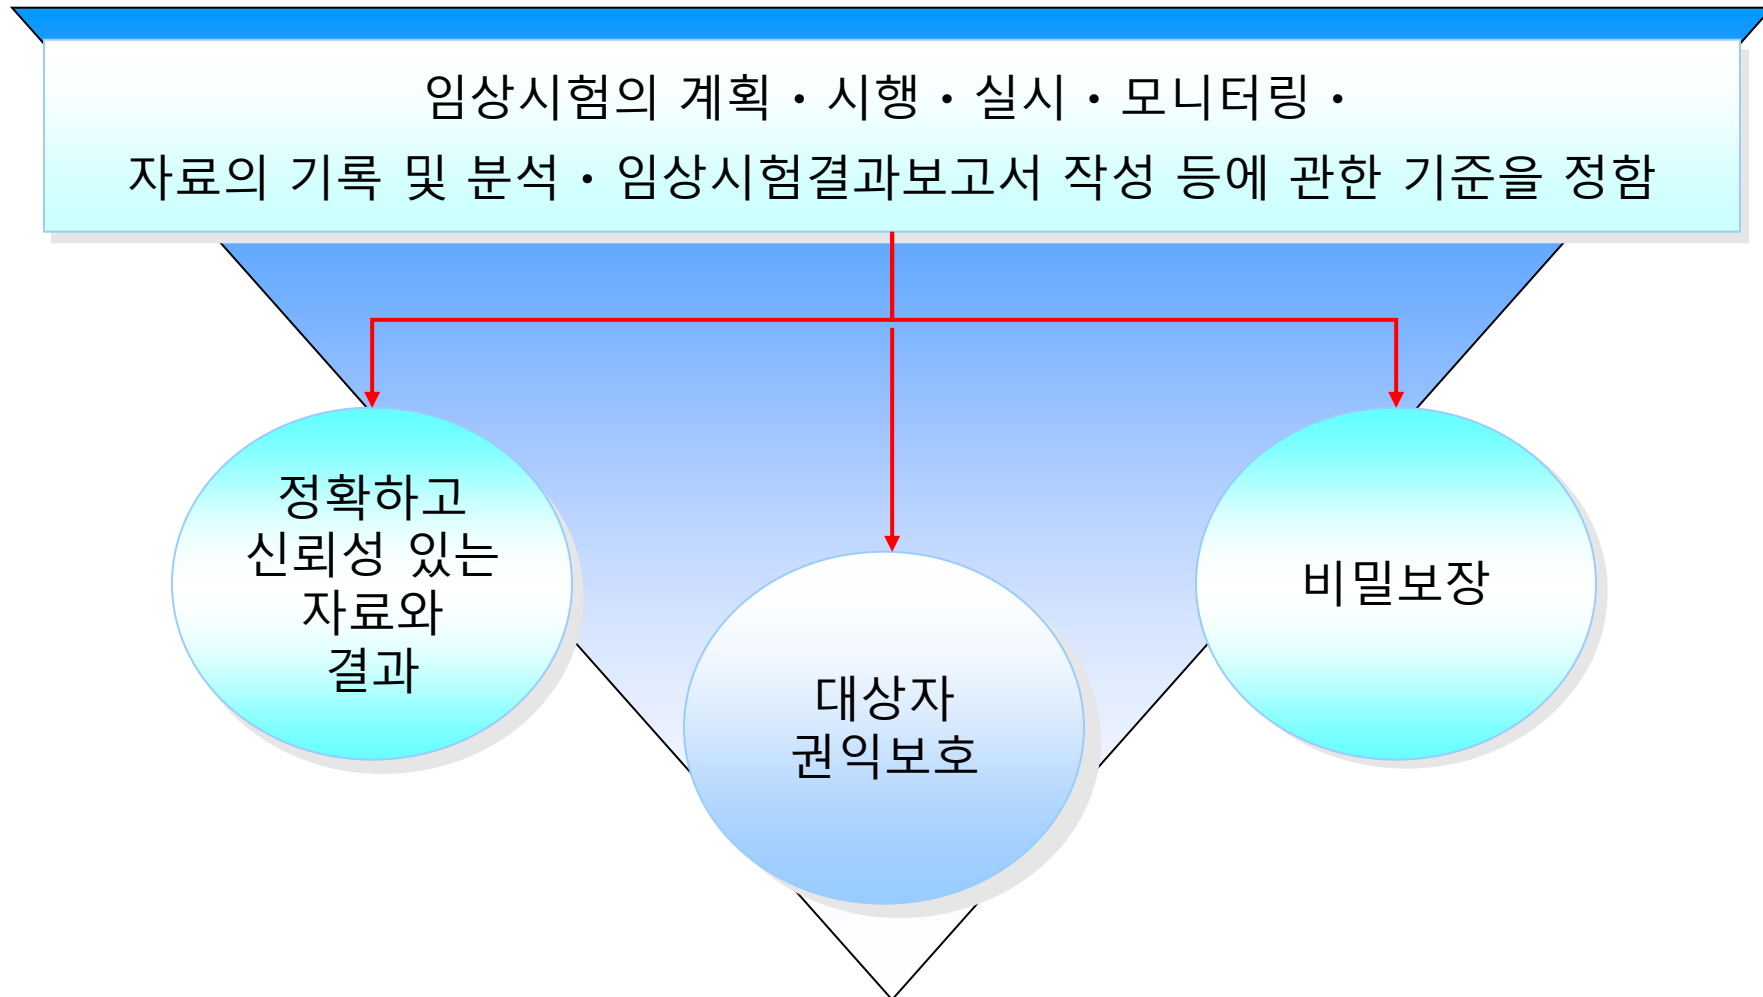 임상시험의 계획 · 시행 · 실시 · 모니터링 ·
자료의 기록 및 분석 · 임상시험결과보고서 작성 등에 관한 기준을 정함
정확하고
신뢰성 있는
자료와
결과
대상자
권익보호
비밀보장